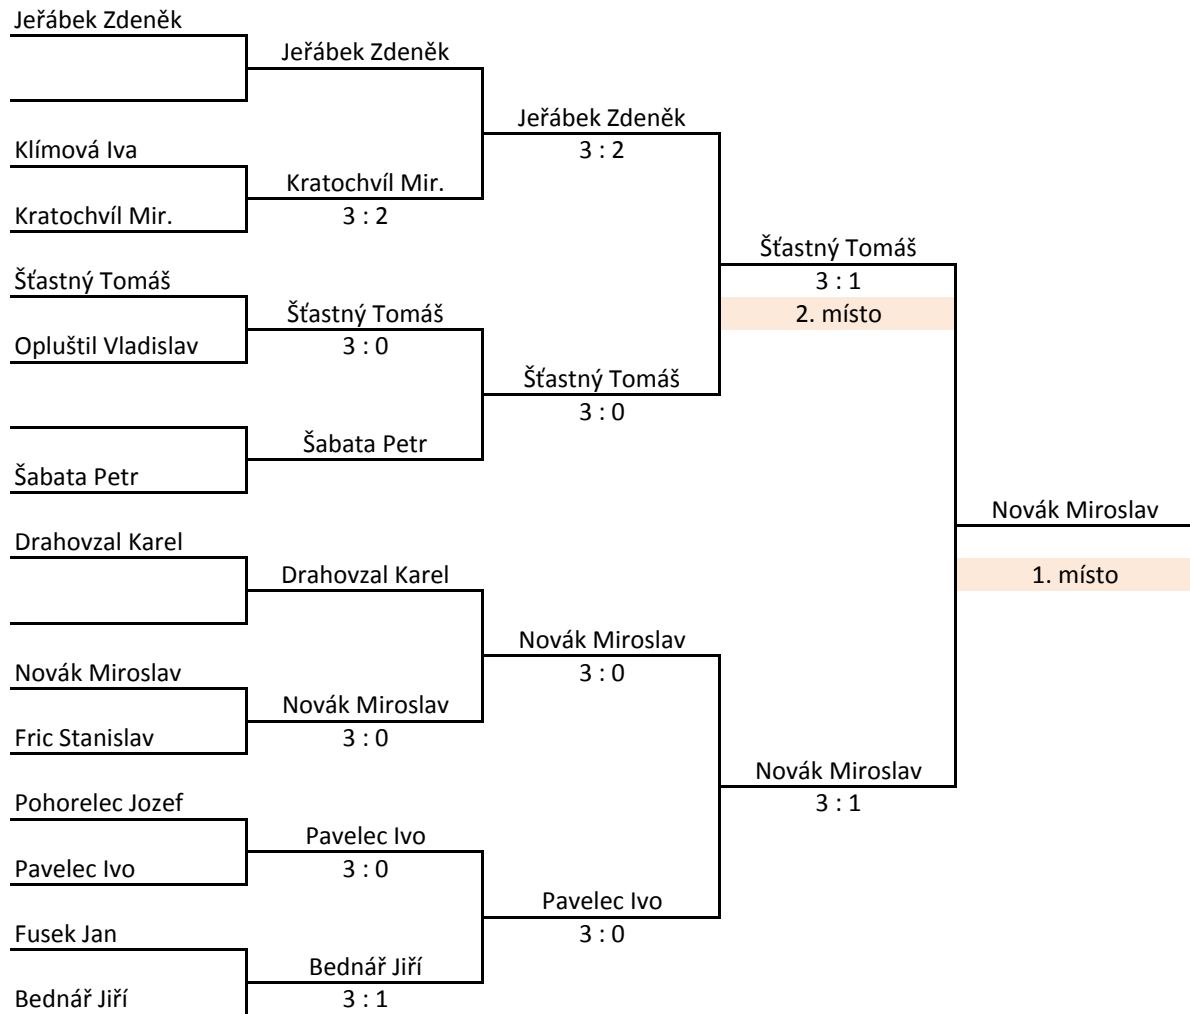 Jeřábek Zdeněk
Jeřábek Zdeněk
Jeřábek Zdeněk
3 : 2
Klímová Iva
Kratochvíl Mir.
Kratochvíl Mir.
3 : 2
Šťastný Tomáš
3 : 1
2. místo
Šťastný Tomáš
Šťastný Tomáš
3 : 0
Opluštil Vladislav
Šťastný Tomáš
3 : 0
Šabata Petr
Šabata Petr
Novák Miroslav
1. místo
Drahovzal Karel
Drahovzal Karel
Novák Miroslav
3 : 0
Novák Miroslav
Novák Miroslav
3 : 0
Fric Stanislav
Novák Miroslav
3 : 1
Pohorelec Jozef
Pavelec Ivo
3 : 0
Pavelec Ivo
Pavelec Ivo
3 : 0
Fusek Jan
Bednář Jiří
3 : 1
Bednář Jiří